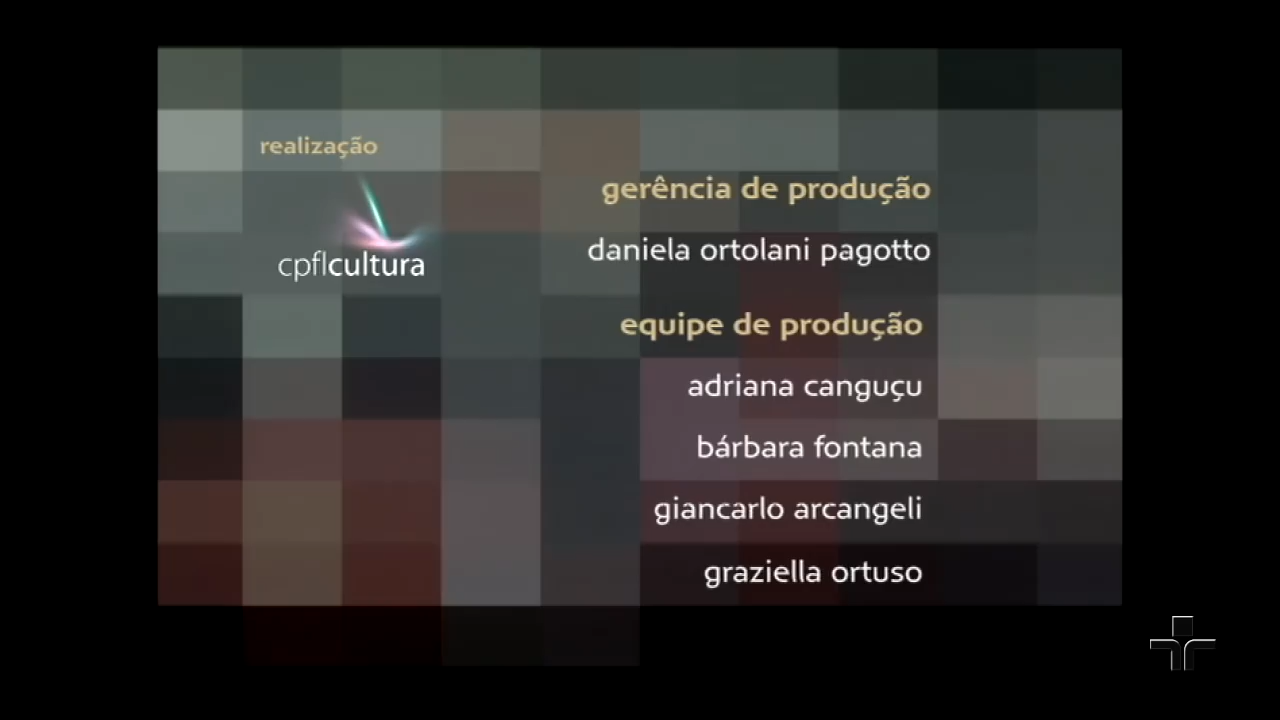 realização
cpflcultura
gerência de produção
daniela ortolani pagotto
equipe de produção
adriana canguçu
bárbara fontana
giancarlo arcangeli
graziella ortuso